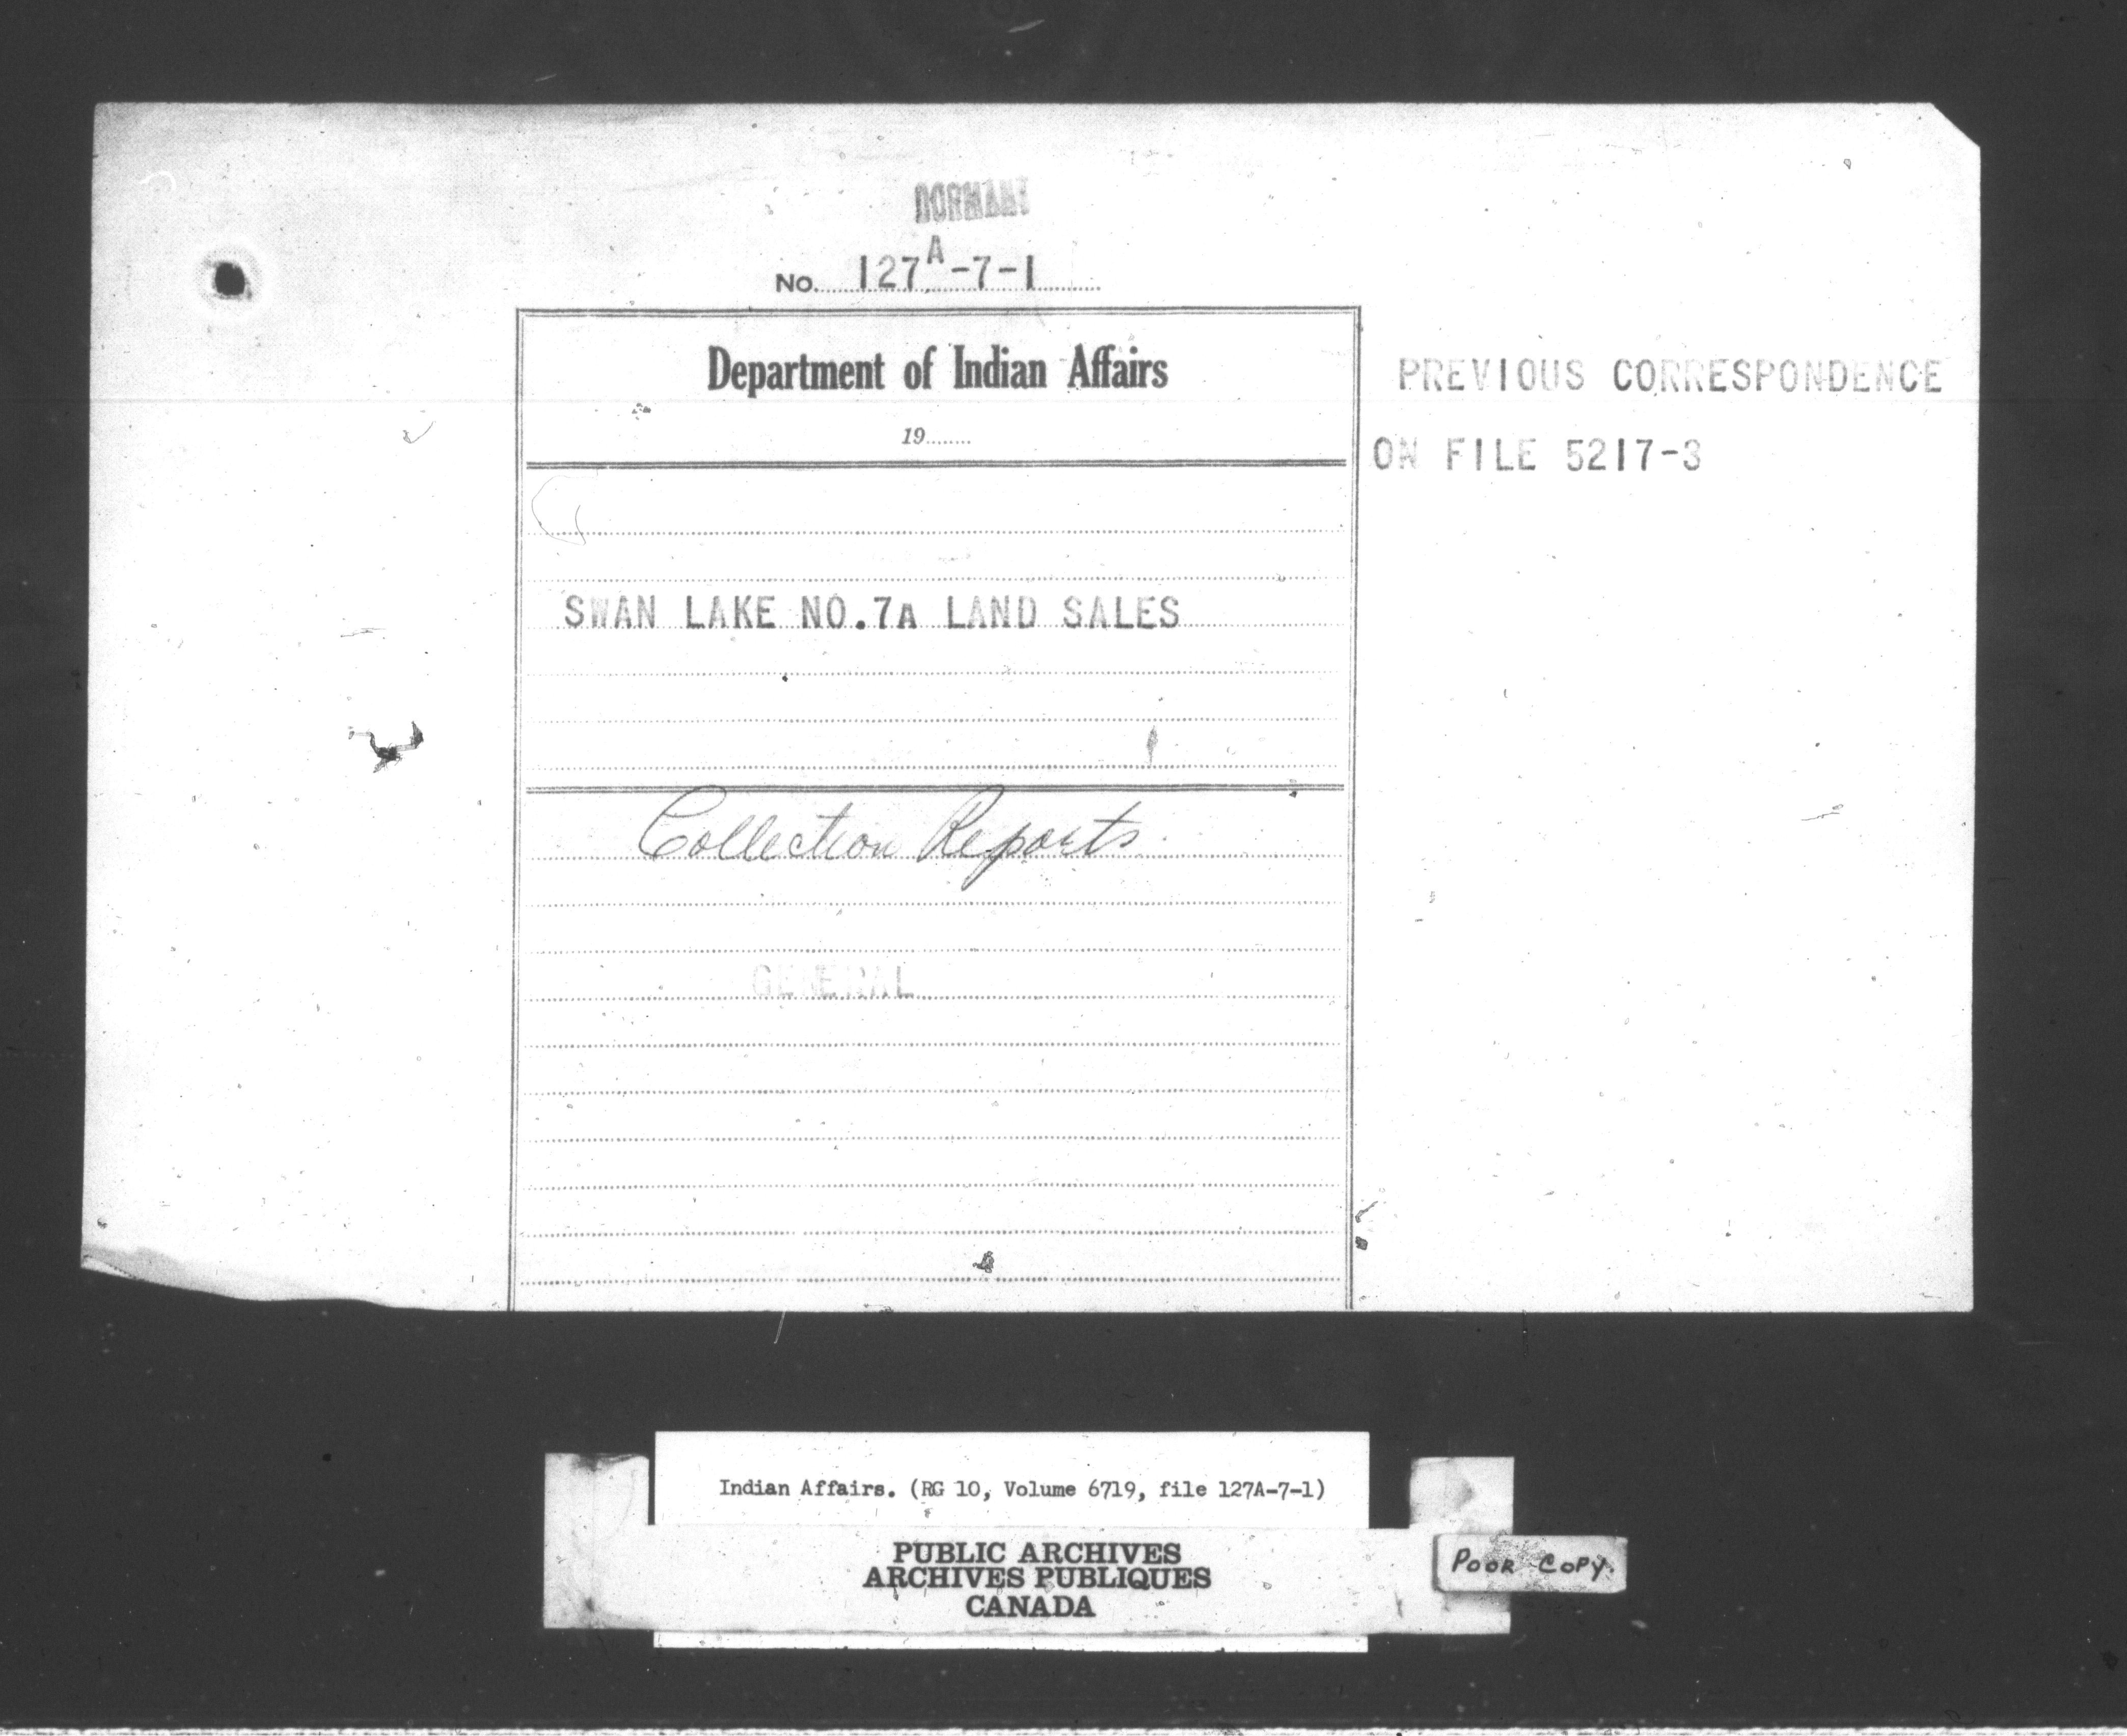 DORMANT
No. 127A-7-1
Department of Indian Affairs
19........
PREVIOUS CORRESPONDENCE
ON FILE 5217-3
SWAN LAKE NO.7A LAND SALES
Collection Reports
GENERAL
Indian Affairs. (RG 10, Volume 6719, file 127A-7-1)
PUBLIC ARCHIVES
ARCHIVES PUBLIQUES
CANADA
POOR COPY.